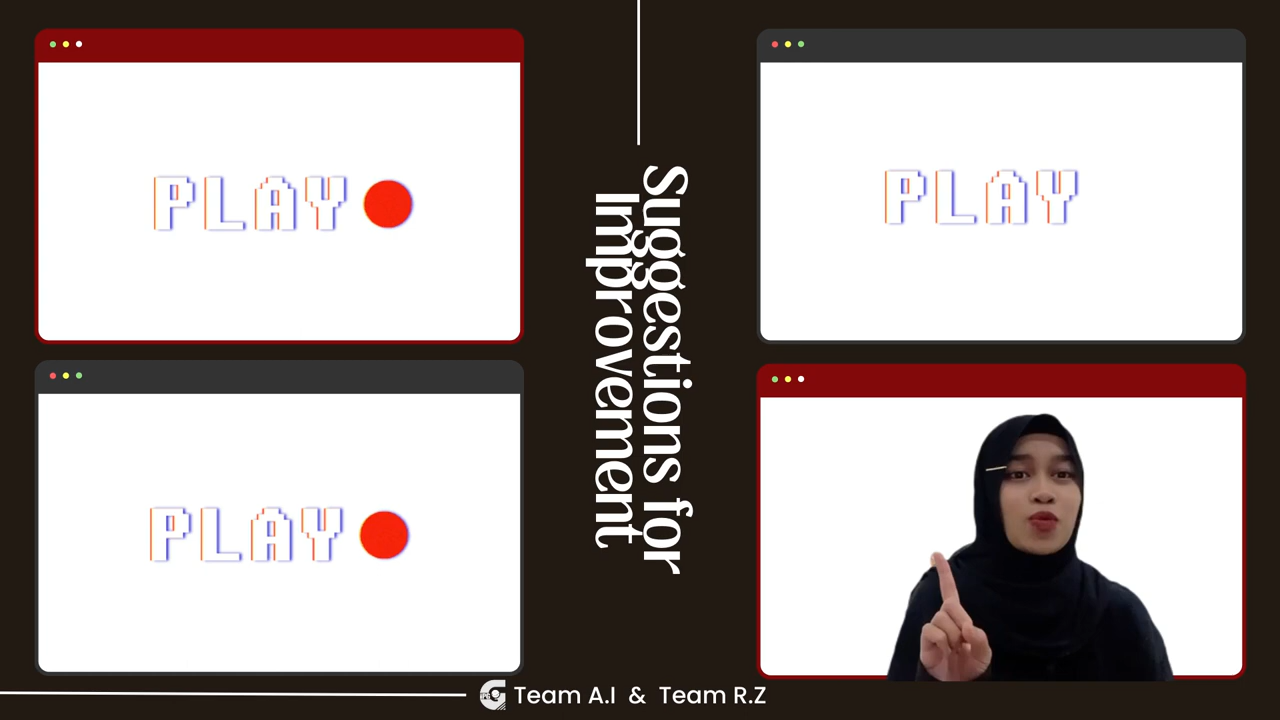 PLAY
PLAY
Suggestions for
Improvement
PLAY
Team A.I & Team R.Z